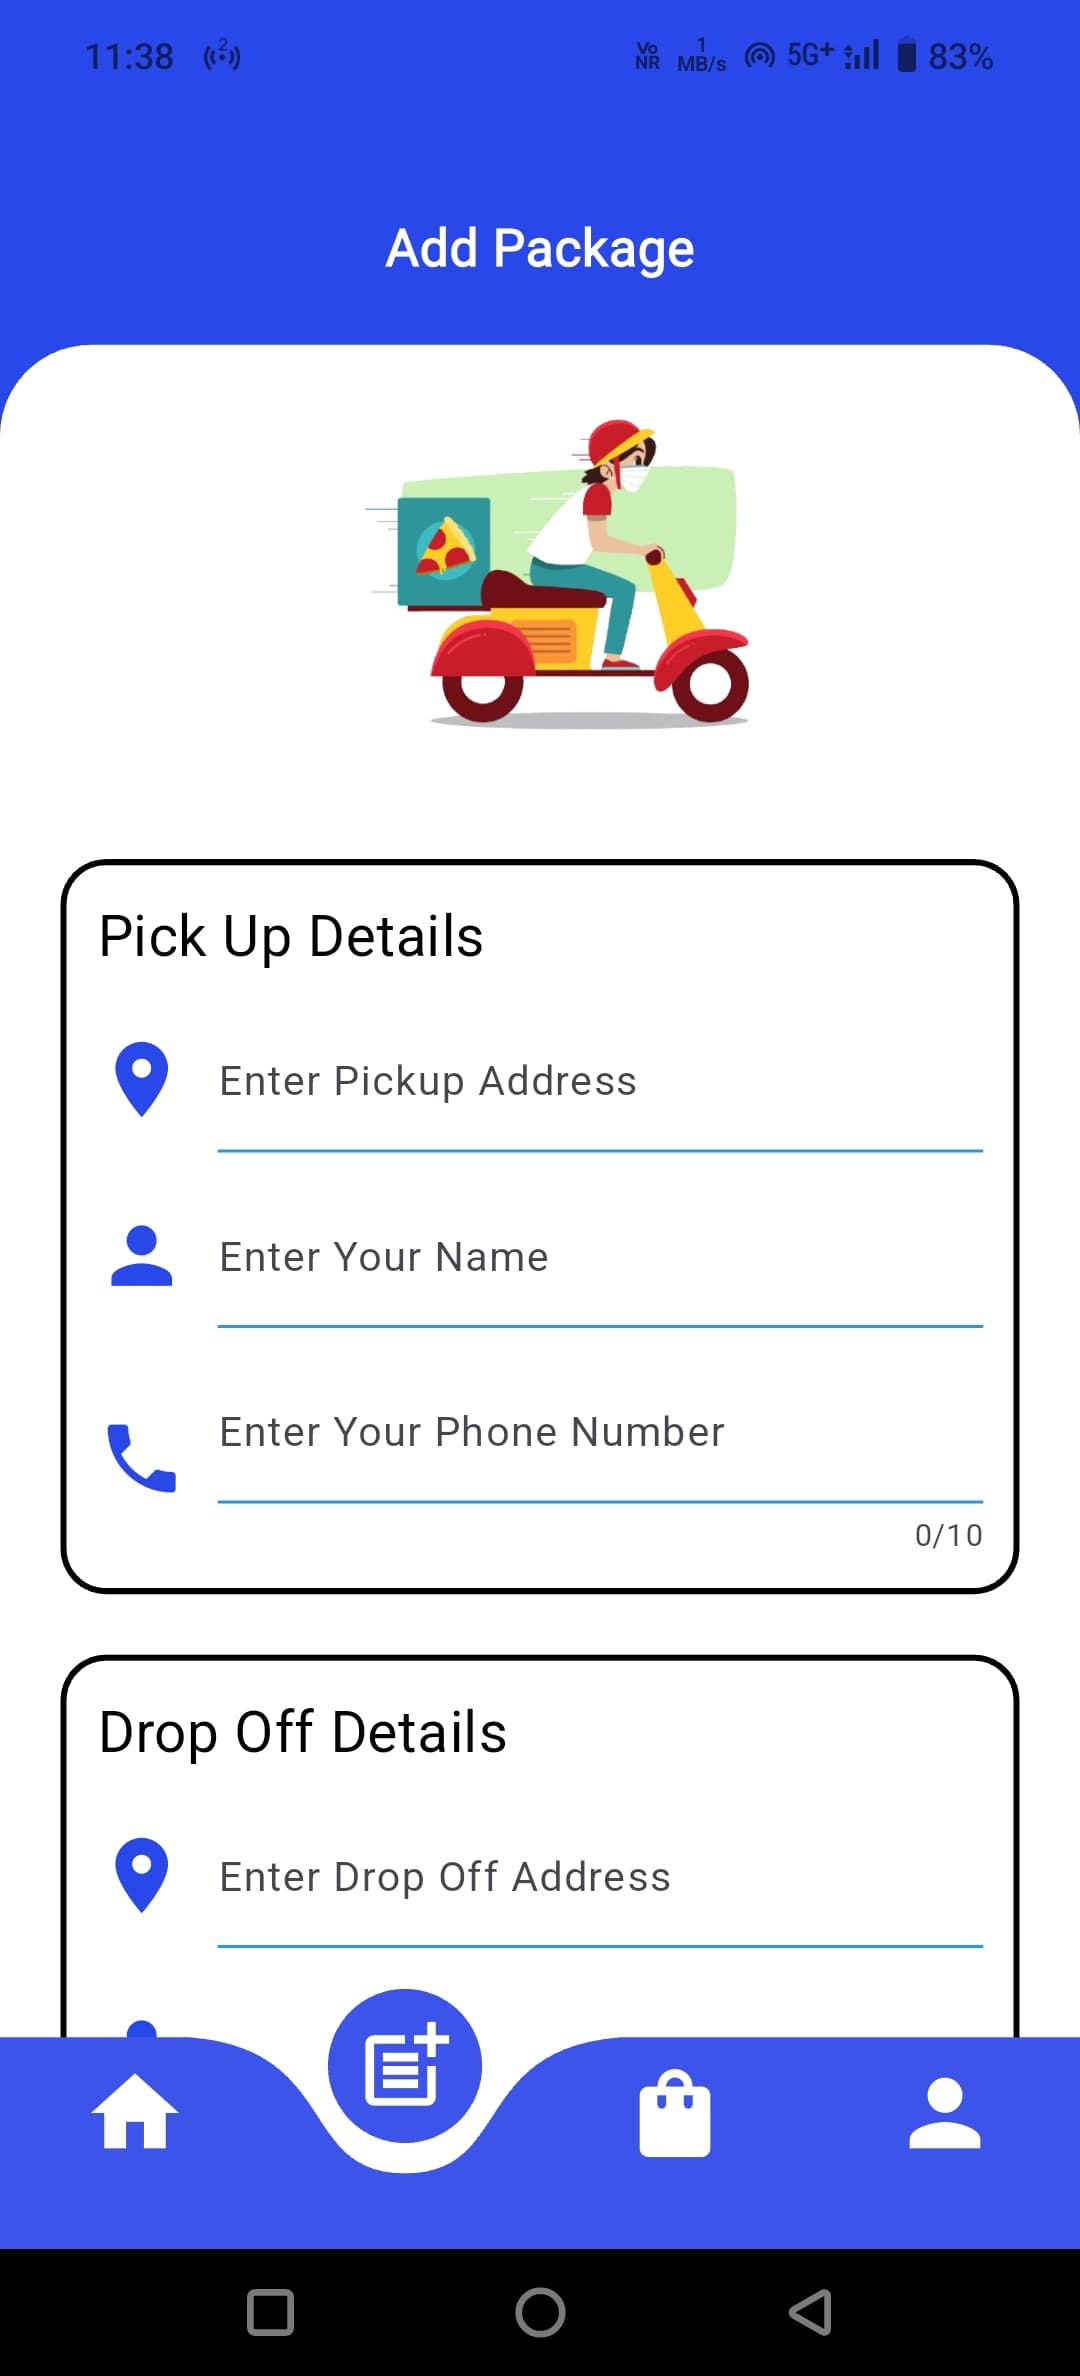 11:38 2 Vo NR 1 MB/s 5G+ 83%
Add Package
Pick Up Details
Enter Pickup Address
Enter Your Name
Enter Your Phone Number
0/10
Drop Off Details
Enter Drop Off Address